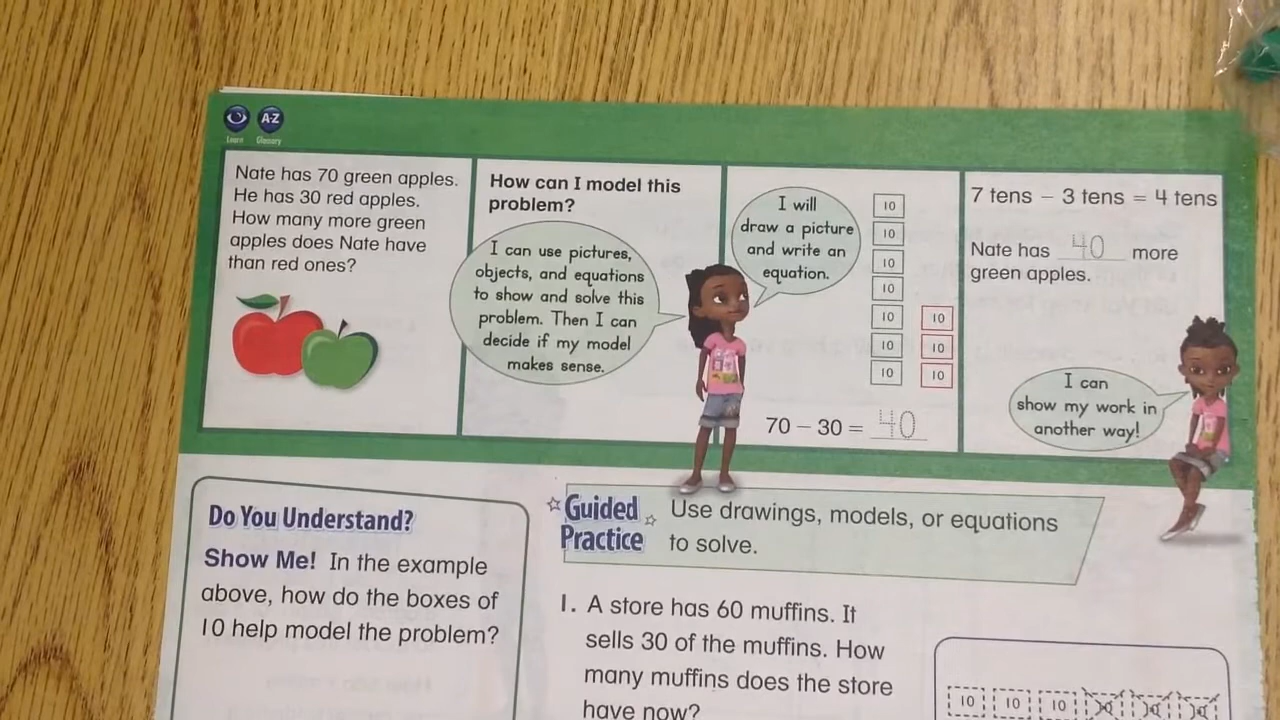 Learn Glossary
A-Z
Nate has 70 green apples.
He has 30 red apples.
How many more green
apples does Nate have
than red ones?
How can I model this
problem?
I can use pictures,
objects, and equations
to show and solve this
problem. Then I can
decide if my model
makes sense.
I will
draw a picture
and write an
equation.
10
10
10
10
10 10
10 10
10 10
70 − 30 = 40
7 tens − 3 tens = 4 tens
Nate has 40 more
green apples.
I can
show my work in
another way!
Do You Understand?
Show Me! In the example
above, how do the boxes of
10 help model the problem?
Guided
Practice
Use drawings, models, or equations
to solve.
1. A store has 60 muffins. It
sells 30 of the muffins. How
many muffins does the store
have now?
10 10 10